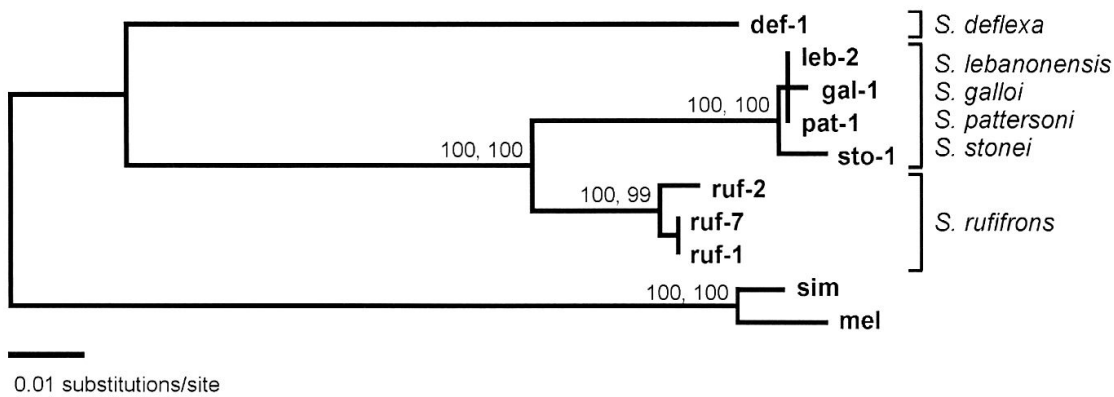 def-1
S. deflexa
leb-2
S. lebanonensis
gal-1
S. galloi
100, 100
pat-1
S. pattersoni
100, 100
sto-1
S. stonei
100, 99
ruf-2
ruf-7
S. rufifrons
ruf-1
100, 100
sim
mel
0.01 substitutions/site